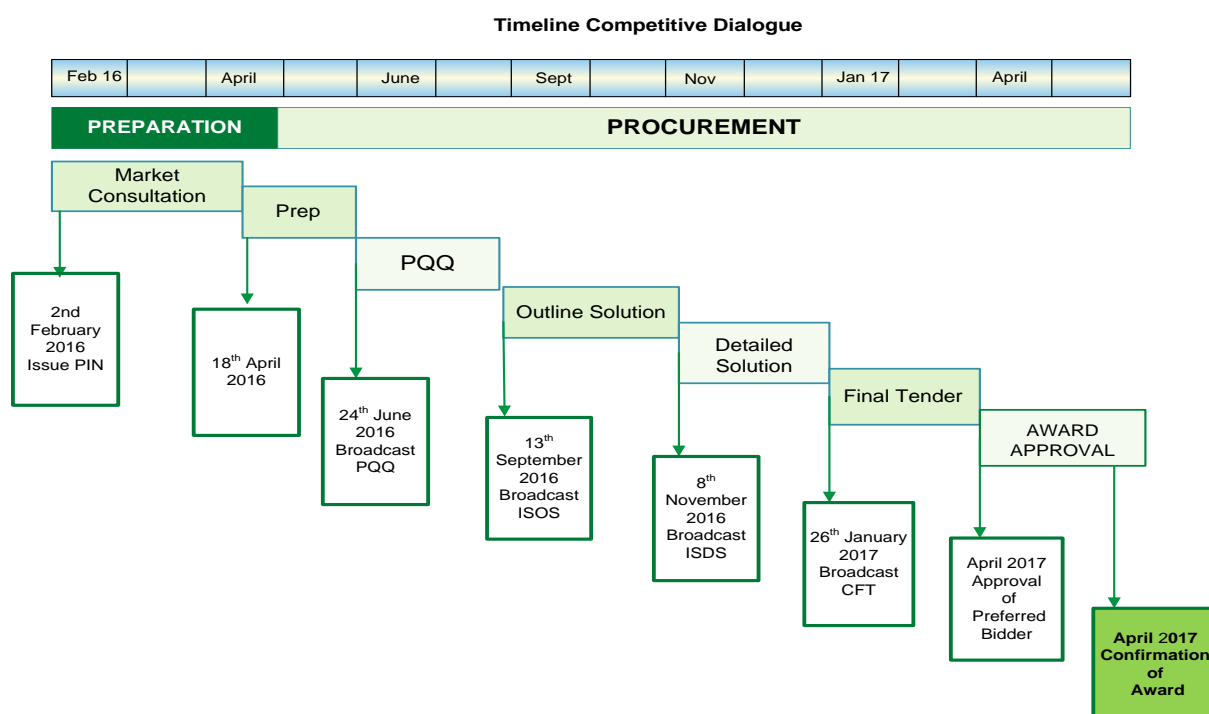 Timeline Competitive Dialogue
Feb 16 April June Sept Nov Jan 17 April
PREPARATION PROCUREMENT
Market
Consultation
Prep
PQQ
Outline Solution
Detailed
Solution
Final Tender
AWARD
APPROVAL
2nd
February
2016
Issue PIN
18th April
2016
24th June
2016
Broadcast
PQQ
13th
September
2016
Broadcast
ISOS
8th
November
2016
Broadcast
ISDS
26th January
2017
Broadcast
CFT
April 2017
Approval
of
Preferred
Bidder
April 2017
Confirmation
of
Award